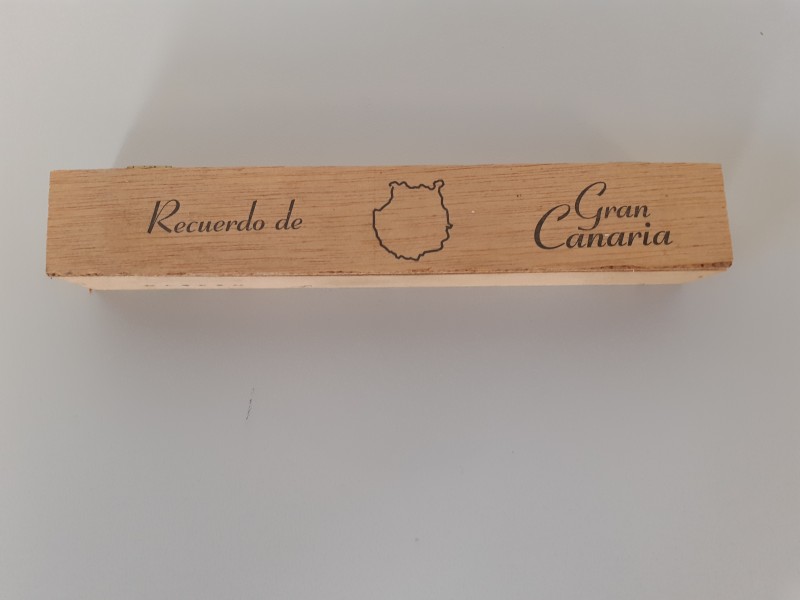 Recuerdo de
Gran
Canaria